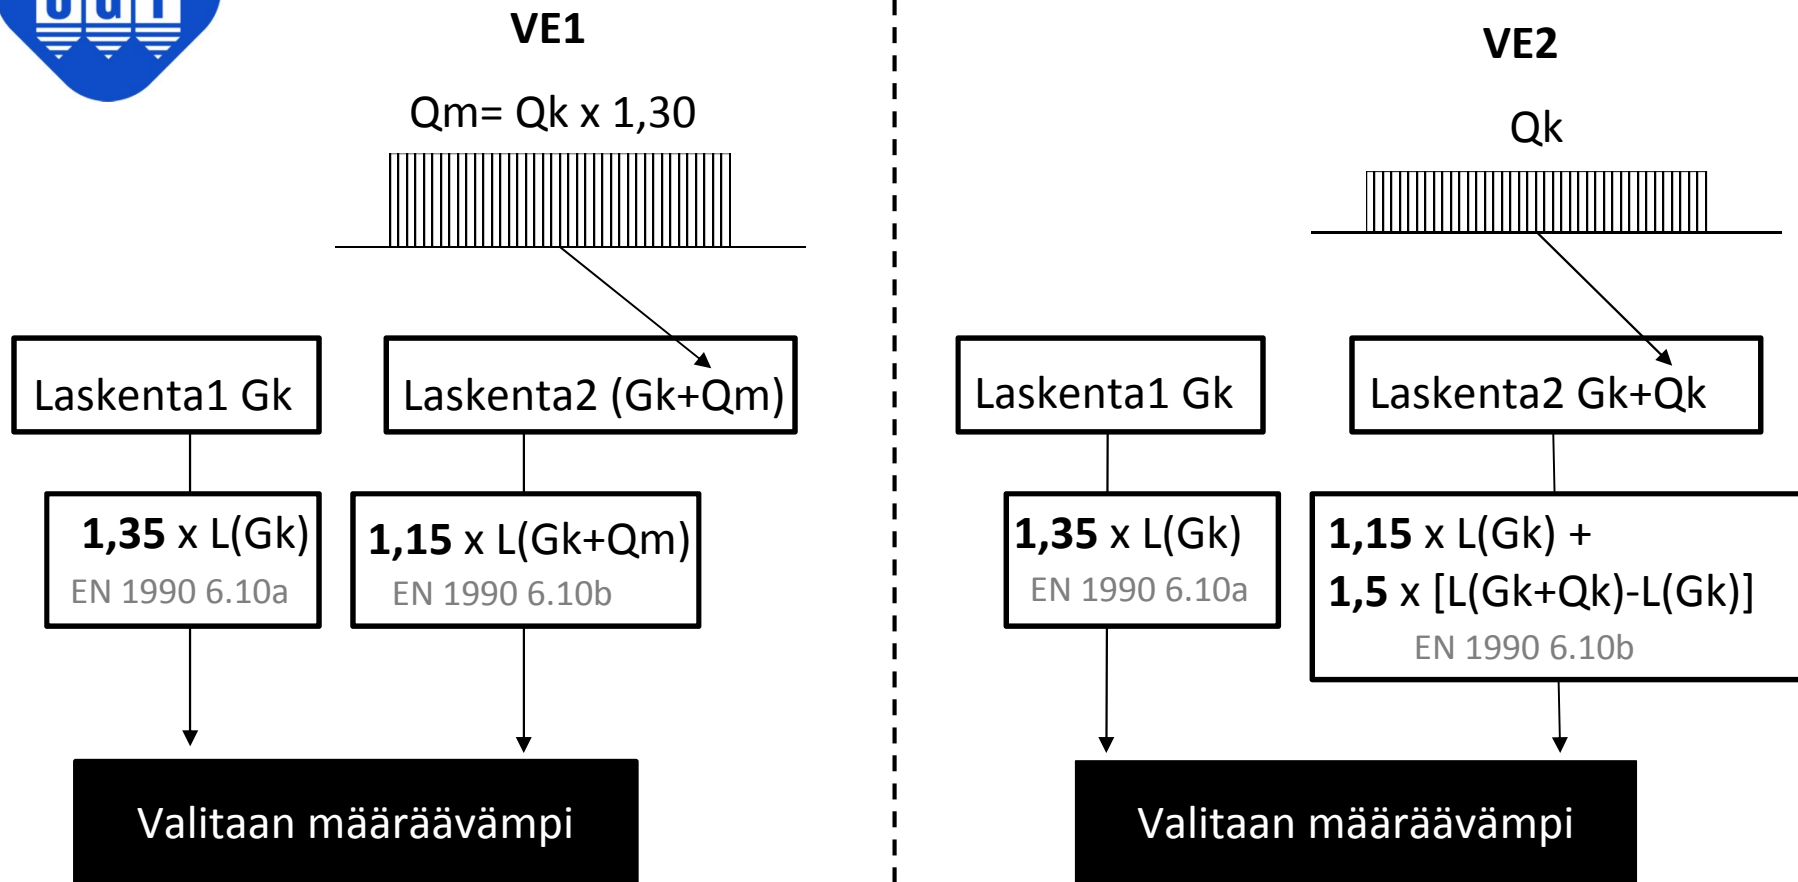 VE1
Qm= Qk x 1,30
Laskenta1 Gk
Laskenta2 (Gk+Qm)
1,35 x L(Gk)
EN 1990 6.10a
1,15 x L(Gk+Qm)
EN 1990 6.10b
Valitaan määräävämpi
VE2
Qk
Laskenta1 Gk
Laskenta2 Gk+Qk
1,35 x L(Gk)
EN 1990 6.10a
1,15 x L(Gk) +
1,5 x [L(Gk+Qk)-L(Gk)]
EN 1990 6.10b
Valitaan määräävämpi